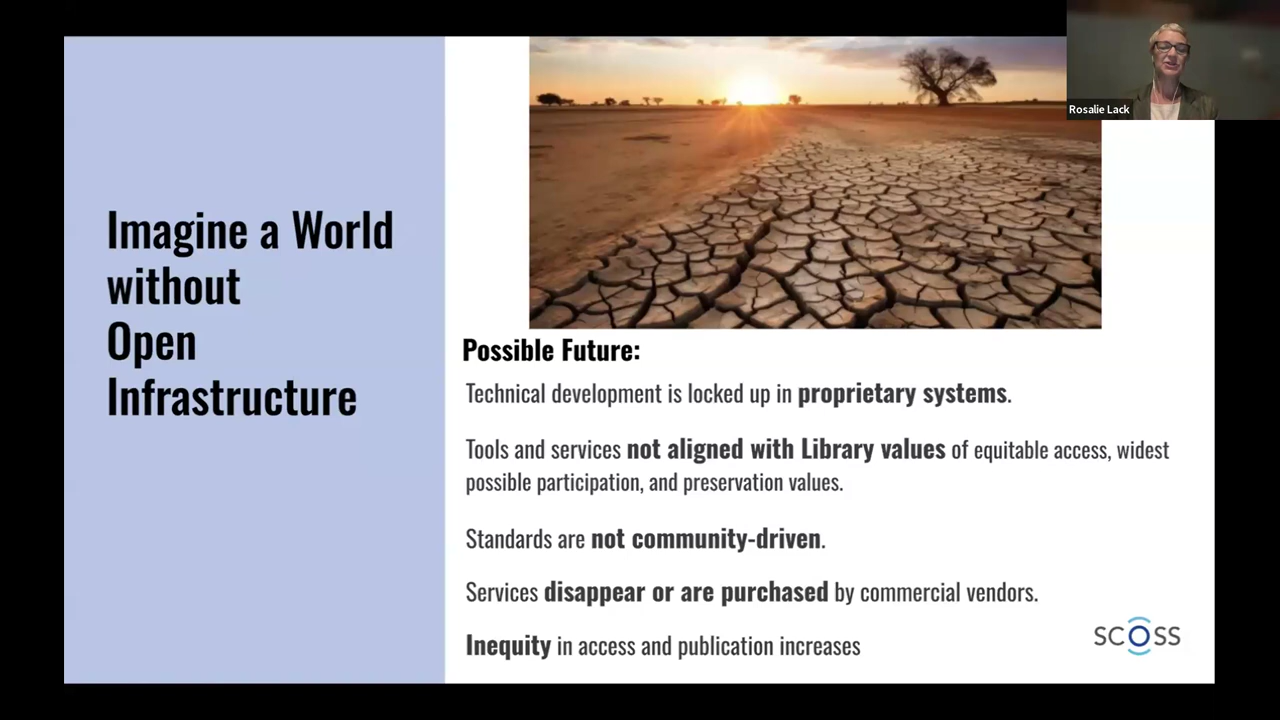 Rosalie Lack
Imagine a World
without
Open
Infrastructure
Possible Future:
Technical development is locked up in proprietary systems.
Tools and services not aligned with Library values of equitable access, widest
possible participation, and preservation values.
Standards are not community-driven.
Services disappear or are purchased by commercial vendors.
Inequity in access and publication increases
SCOSS